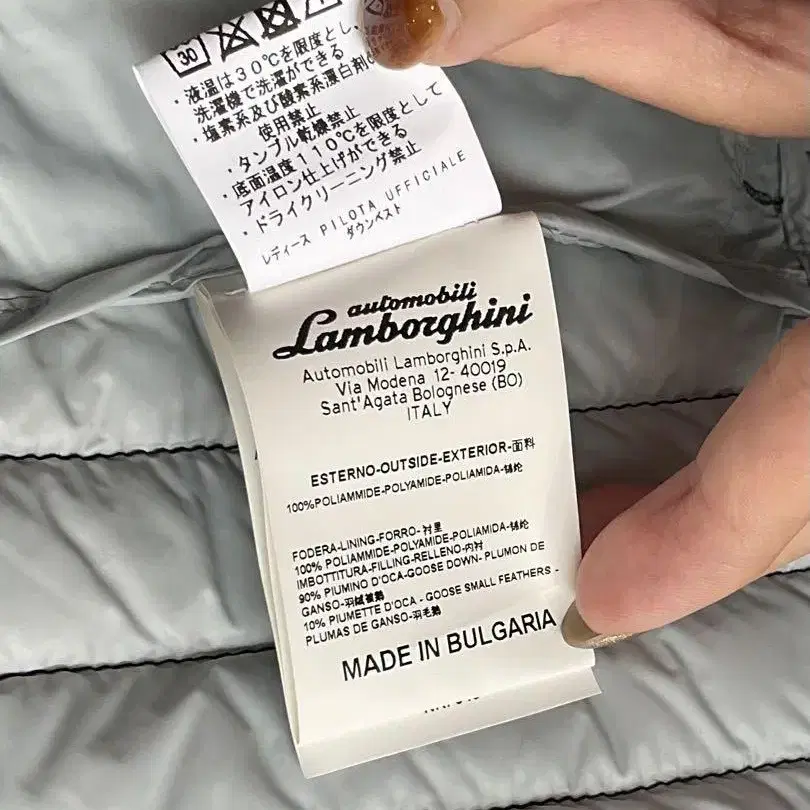 30
・液温は30℃を限度とし、
洗濯機で洗濯ができる
・塩素系及び酸素系漂白剤の
使用禁止
・タンブル乾燥禁止
・底面温度110℃を限度として
アイロン仕上げができる
・ドライクリーニング禁止
レディース PILOTA UFFICIALE
ダウンベスト
automobili
Lamborghini
Automobili Lamborghini S.p.A.
Via Modena 12- 40019
Sant'Agata Bolognese (BO)
ITALY
ESTERNO-OUTSIDE-EXTERIOR-面料
100%POLIAMMIDE-POLYAMIDE-POLIAMIDA-锦纶
FODERA-LINING-FORRO-衬里
100% POLIAMMIDE-POLYAMIDE-POLIAMIDA-锦纶
IMBOTTITURA-FILLING-RELLENO-内衬
90% PIUMINO D'OCA-GOOSE DOWN- PLUMON DE
GANSO-羽绒被鹅
10% PIUMETTE D'OCA - GOOSE SMALL FEATHERS -
PLUMAS DE GANSO-羽毛鹅
MADE IN BULGARIA